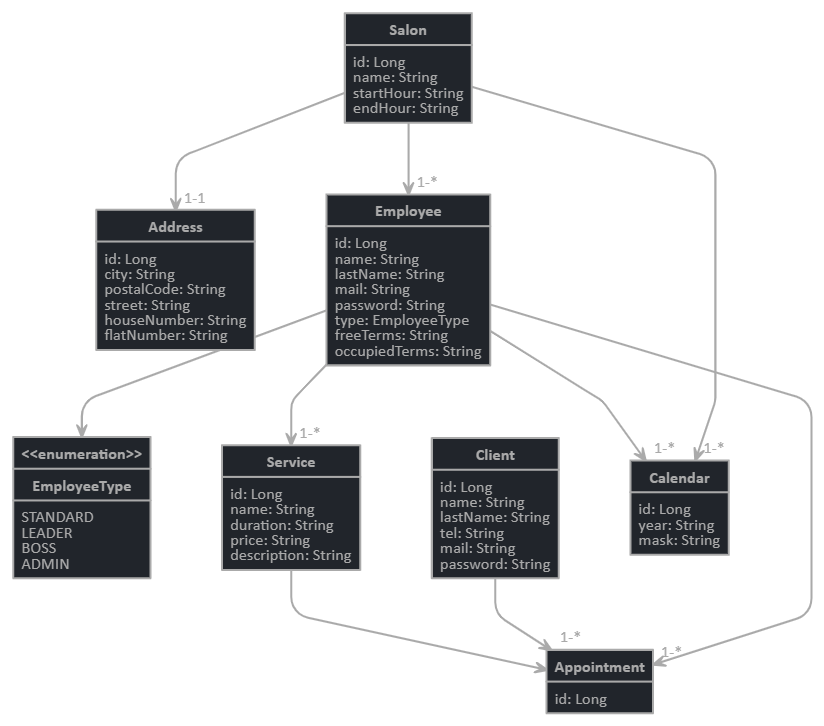 Salon
id: Long
name: String
startHour: String
endHour: String
1-1
1-*
Address
id: Long
city: String
postalCode: String
street: String
houseNumber: String
flatNumber: String
Employee
id: Long
name: String
lastName: String
mail: String
password: String
type: EmployeeType
freeTerms: String
occupiedTerms: String
1-*
1-*
1-*
<<enumeration>>
EmployeeType
STANDARD
LEADER
BOSS
ADMIN
Service
id: Long
name: String
duration: String
price: String
description: String
Client
id: Long
name: String
lastName: String
tel: String
mail: String
password: String
Calendar
id: Long
year: String
mask: String
1-*
1-*
Appointment
id: Long